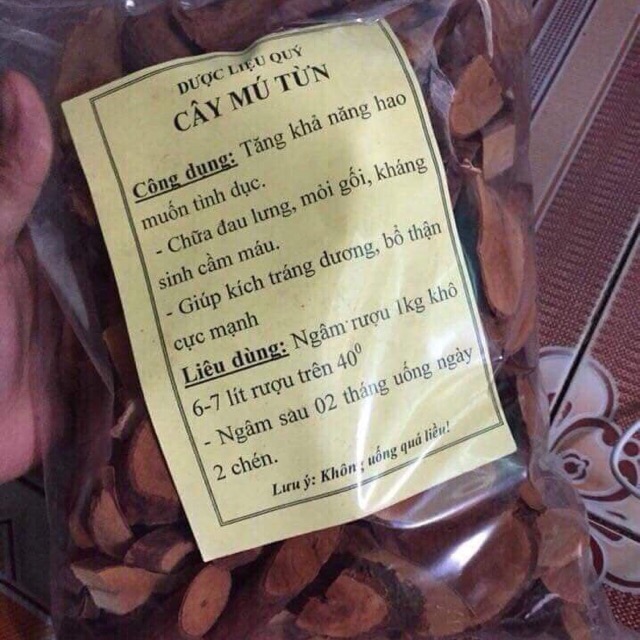 DƯỢC LIỆU QUÝ
CÂY MÚ TỪN
Công dụng: Tăng khả năng hao
muốn tình dục.
- Chữa đau lưng, mỏi gối, kháng
sinh cầm máu.
- Giúp kích tráng dương, bổ thận
cực mạnh
Liêu dùng: Ngâm rượu 1kg khô
6-7 lít rượu trên 40⁰
- Ngâm sau 02 tháng uống ngày
2 chén.
Lưu ý: Không uống quá liều!